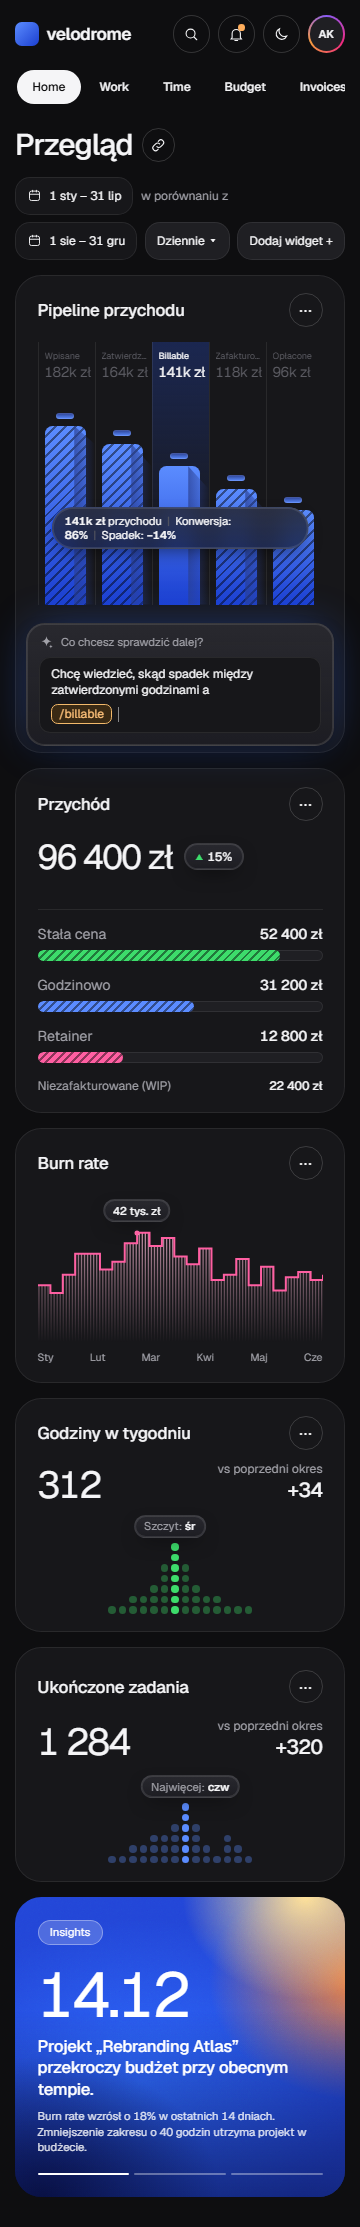 velodrome
AK
Home Work Time Budget Invoices
Przegląd
1 sty – 31 lip w porównaniu z
1 sie – 31 gru Dziennie Dodaj widget +
Pipeline przychodu
Wpisane Zatwierdz... Billable Zafakturo... Opłacone
182k zł 164k zł 141k zł 118k zł 96k zł
141k zł przychodu | Konwersja:
86% | Spadek: −14%
Co chcesz sprawdzić dalej?
Chcę wiedzieć, skąd spadek między
zatwierdzonymi godzinami a
/billable
Przychód
96 400 zł 15%
Stała cena 52 400 zł
Godzinowo 31 200 zł
Retainer 12 800 zł
Niezafakturowane (WIP) 22 400 zł
Burn rate
42 tys. zł
Sty Lut Mar Kwi Maj Cze
Godziny w tygodniu
vs poprzedni okres
312 +34
Szczyt: śr
Ukończone zadania
vs poprzedni okres
1 284 +320
Najwięcej: czw
Insights
14.12
Projekt „Rebranding Atlas”
przekroczy budżet przy obecnym
tempie.
Burn rate wzrósł o 18% w ostatnich 14 dniach.
Zmniejszenie zakresu o 40 godzin utrzyma projekt w
budżecie.